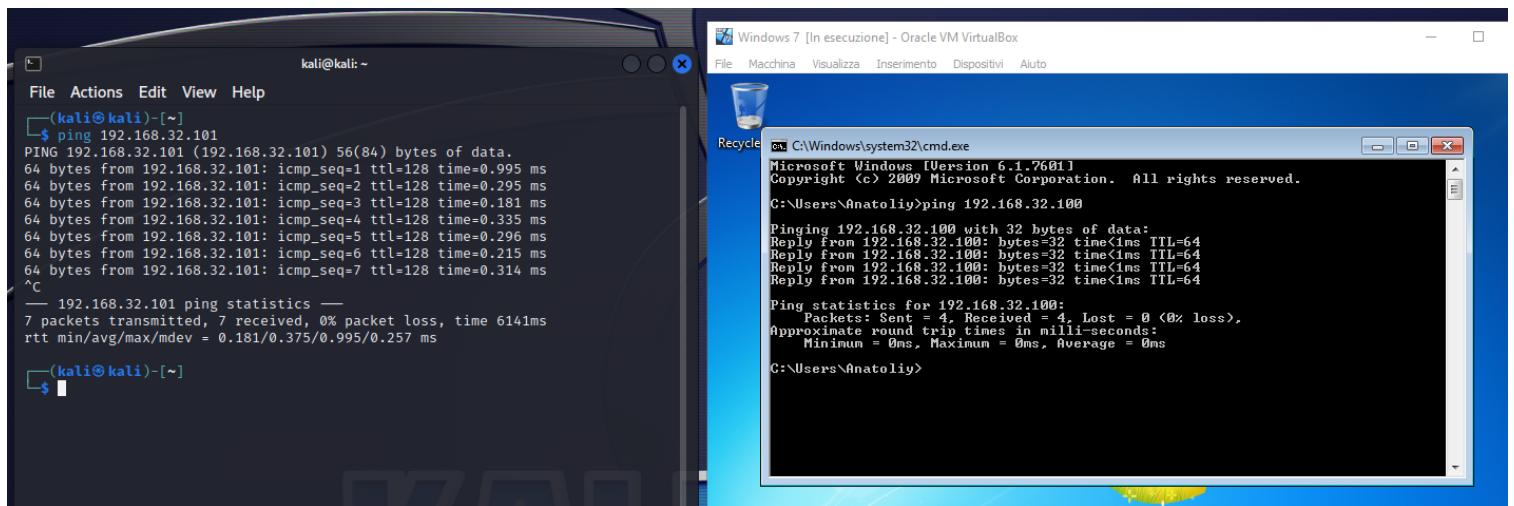 kali@kali: ~
File Actions Edit View Help
(kali㉿kali)-[~]
$ ping 192.168.32.101
PING 192.168.32.101 (192.168.32.101) 56(84) bytes of data.
64 bytes from 192.168.32.101: icmp_seq=1 ttl=128 time=0.995 ms
64 bytes from 192.168.32.101: icmp_seq=2 ttl=128 time=0.295 ms
64 bytes from 192.168.32.101: icmp_seq=3 ttl=128 time=0.181 ms
64 bytes from 192.168.32.101: icmp_seq=4 ttl=128 time=0.335 ms
64 bytes from 192.168.32.101: icmp_seq=5 ttl=128 time=0.296 ms
64 bytes from 192.168.32.101: icmp_seq=6 ttl=128 time=0.215 ms
64 bytes from 192.168.32.101: icmp_seq=7 ttl=128 time=0.314 ms
^C
--- 192.168.32.101 ping statistics ---
7 packets transmitted, 7 received, 0% packet loss, time 6141ms
rtt min/avg/max/mdev = 0.181/0.375/0.995/0.257 ms
(kali㉿kali)-[~]
$
Windows 7 [In esecuzione] - Oracle VM VirtualBox
File Macchina Visualizza Inserimento Dispositivi Aiuto
Recycle
C:\Windows\system32\cmd.exe
Microsoft Windows [Version 6.1.7601]
Copyright (c) 2009 Microsoft Corporation. All rights reserved.
C:\Users\Anatoliy>ping 192.168.32.100
Pinging 192.168.32.100 with 32 bytes of data:
Reply from 192.168.32.100: bytes=32 time<1ms TTL=64
Reply from 192.168.32.100: bytes=32 time<1ms TTL=64
Reply from 192.168.32.100: bytes=32 time<1ms TTL=64
Reply from 192.168.32.100: bytes=32 time<1ms TTL=64
Ping statistics for 192.168.32.100:
Packets: Sent = 4, Received = 4, Lost = 0 (0% loss),
Approximate round trip times in milli-seconds:
Minimum = 0ms, Maximum = 0ms, Average = 0ms
C:\Users\Anatoliy>